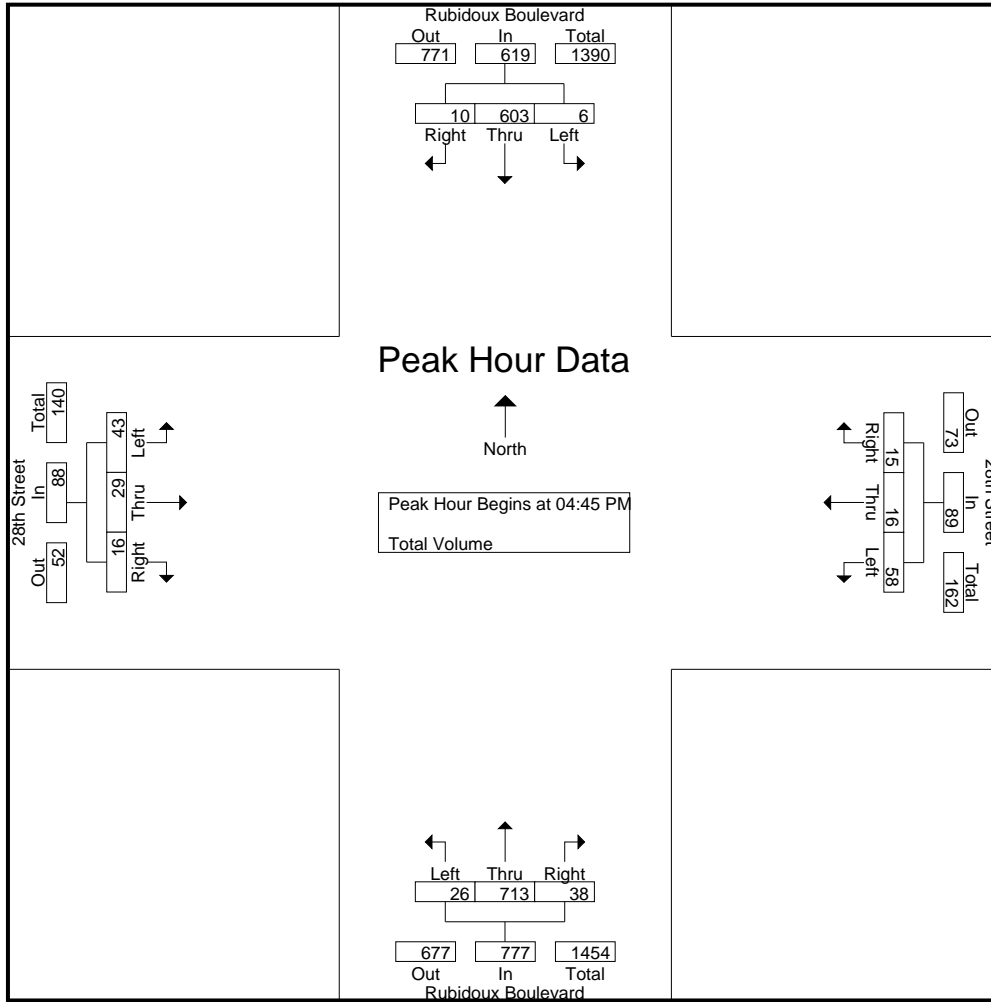 Rubidoux Boulevard
Out In Total
771 619 1390
10 603 6
Right Thru Left
Peak Hour Data
North
Peak Hour Begins at 04:45 PM
Total Volume
28th Street
Out In Total
52 88 140
16 29 43
Right Thru Left
28th Street
Out In Total
73 89 162
15 16 58
Right Thru Left
Left Thru Right
26 713 38
677 777 1454
Out In Total
Rubidoux Boulevard